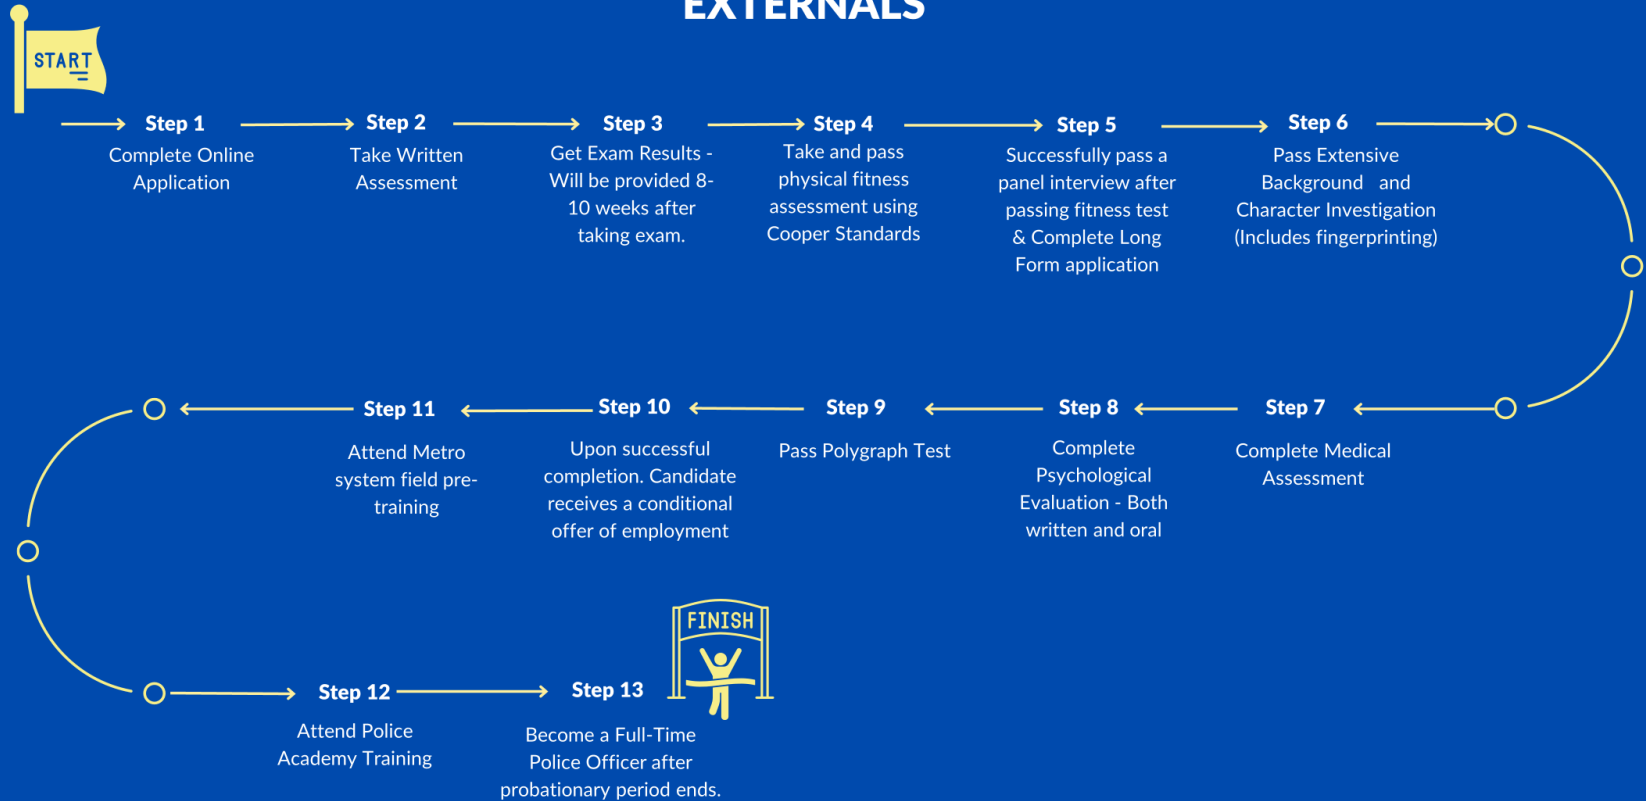 EXTERNALS
START
Step 1
Complete Online
Application
Step 2
Take Written
Assessment
Step 3
Get Exam Results -
Will be provided 8-
10 weeks after
taking exam.
Step 4
Take and pass
physical fitness
assessment using
Cooper Standards
Step 5
Successfully pass a
panel interview after
passing fitness test
& Complete Long
Form application
Step 6
Pass Extensive
Background and
Character Investigation
(Includes fingerprinting)
Step 7
Complete Medical
Assessment
Step 8
Complete
Psychological
Evaluation - Both
written and oral
Step 9
Pass Polygraph Test
Step 10
Upon successful
completion. Candidate
receives a conditional
offer of employment
Step 11
Attend Metro
system field pre-
training
Step 12
Attend Police
Academy Training
Step 13
Become a Full-Time
Police Officer after
probationary period ends.
FINISH